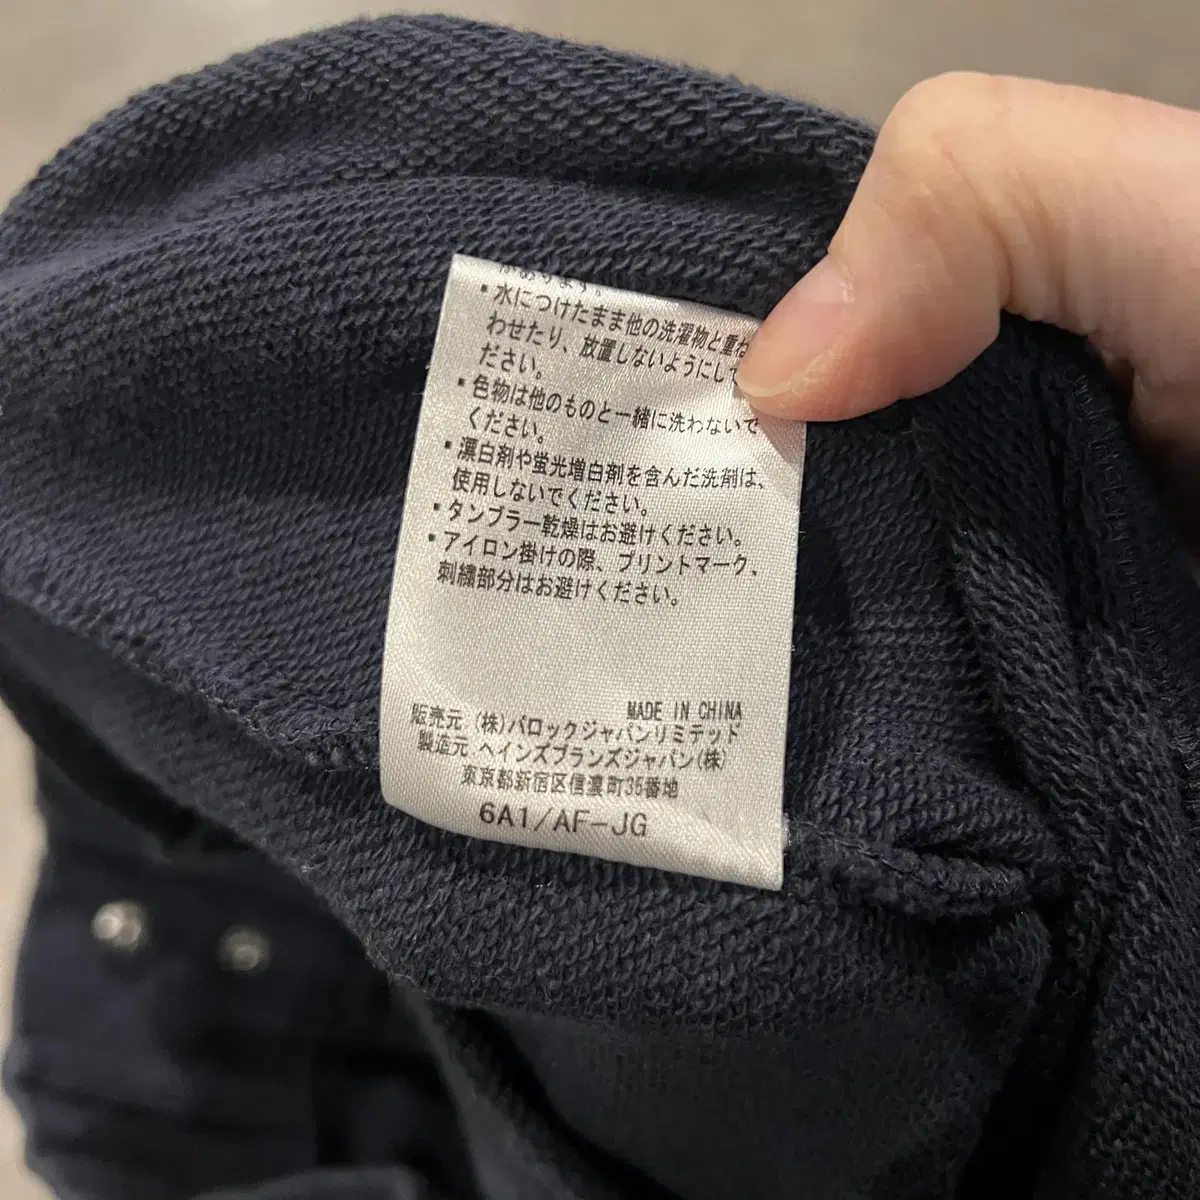 があります。
・水につけたまま他の洗濯物と重ね
わせたり、放置しないようにして
ださい。
・色物は他のものと一緒に洗わないで
ください。
・漂白剤や蛍光増白剤を含んだ洗剤は、
使用しないでください。
・タンブラー乾燥はお避けください。
・アイロン掛けの際、プリントマーク、
刺繍部分はお避けください。
MADE IN CHINA
販売元 (株)バロックジャパンリミテッド
製造元 ヘインズブランズジャパン(株)
東京都新宿区信濃町35番地
6A1/AF-JG